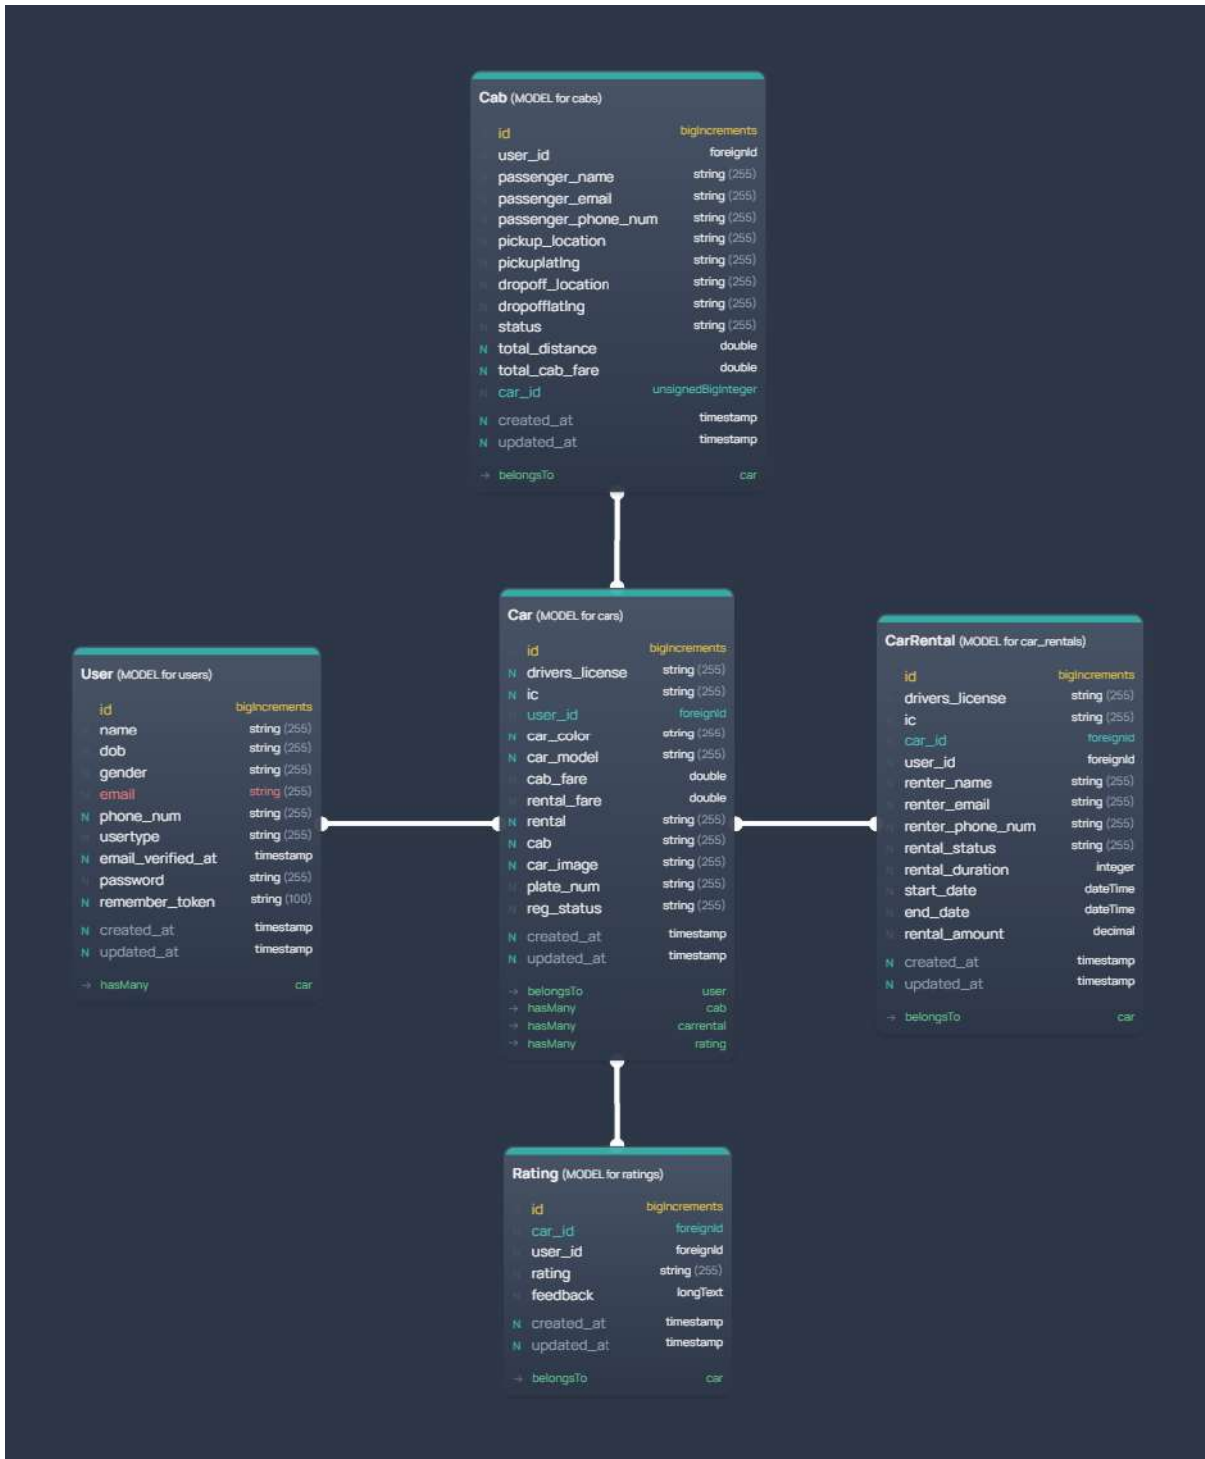 Cab (MODEL for cabs)
id bigIncrements
user_id foreignId
passenger_name string (255)
passenger_email string (255)
passenger_phone_num string (255)
pickup_location string (255)
pickuplatlng string (255)
dropoff_location string (255)
dropofflatlng string (255)
status string (255)
N total_distance double
N total_cab_fare double
car_id unsignedBigInteger
N created_at timestamp
N updated_at timestamp
→ belongsTo car
User (MODEL for users)
id bigIncrements
name string (255)
dob string (255)
gender string (255)
email string (255)
N phone_num string (255)
usertype string (255)
N email_verified_at timestamp
password string (255)
N remember_token string (100)
N created_at timestamp
N updated_at timestamp
→ hasMany car
Car (MODEL for cars)
id bigIncrements
N drivers_license string (255)
N ic string (255)
user_id foreignId
N car_color string (255)
N car_model string (255)
cab_fare double
rental_fare double
N rental string (255)
N cab string (255)
N car_image string (255)
plate_num string (255)
reg_status string (255)
N created_at timestamp
N updated_at timestamp
→ belongsTo user
→ hasMany cab
→ hasMany carrental
→ hasMany rating
CarRental (MODEL for car_rentals)
id bigIncrements
drivers_license string (255)
ic string (255)
car_id foreignId
user_id foreignId
renter_name string (255)
renter_email string (255)
renter_phone_num string (255)
rental_status string (255)
rental_duration integer
start_date dateTime
end_date dateTime
rental_amount decimal
N created_at timestamp
N updated_at timestamp
→ belongsTo car
Rating (MODEL for ratings)
id bigIncrements
car_id foreignId
user_id foreignId
rating string (255)
feedback longText
N created_at timestamp
N updated_at timestamp
→ belongsTo car